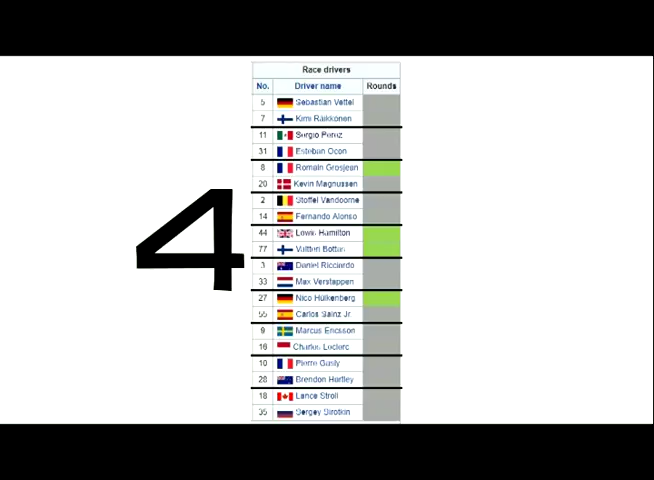 Race drivers
No. Driver name Rounds
5 Sebastian Vettel
7 Kimi Räikkönen
11 Sergio Perez
31 Esteban Ocon
8 Romain Grosjean
20 Kevin Magnussen
2 Stoffel Vandoorne
14 Fernando Alonso
44 Lewis Hamilton
77 Valtteri Bottas
3 Daniel Ricciardo
33 Max Verstappen
27 Nico Hülkenberg
55 Carlos Sainz Jr.
9 Marcus Ericsson
16 Charles Leclerc
10 Pierre Gasly
28 Brendon Hartley
18 Lance Stroll
35 Sergey Sirotkin
4